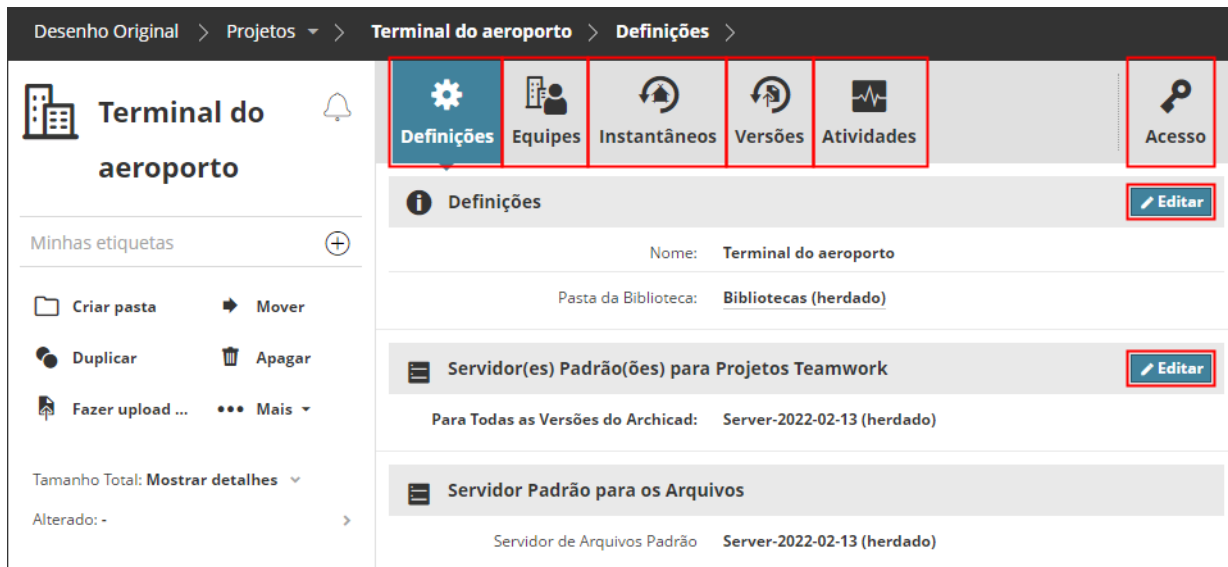 Desenho Original > Projetos > Terminal do aeroporto > Definições >
Terminal do
aeroporto
Minhas etiquetas
Criar pasta Mover
Duplicar Apagar
Fazer upload ... Mais
Tamanho Total: Mostrar detalhes
Alterado: -
Definições Equipes Instantâneos Versões Atividades Acesso
Definições Editar
Nome: Terminal do aeroporto
Pasta da Biblioteca: Bibliotecas (herdado)
Servidor(es) Padrão(ões) para Projetos Teamwork Editar
Para Todas as Versões do Archicad: Server-2022-02-13 (herdado)
Servidor Padrão para os Arquivos
Servidor de Arquivos Padrão Server-2022-02-13 (herdado)